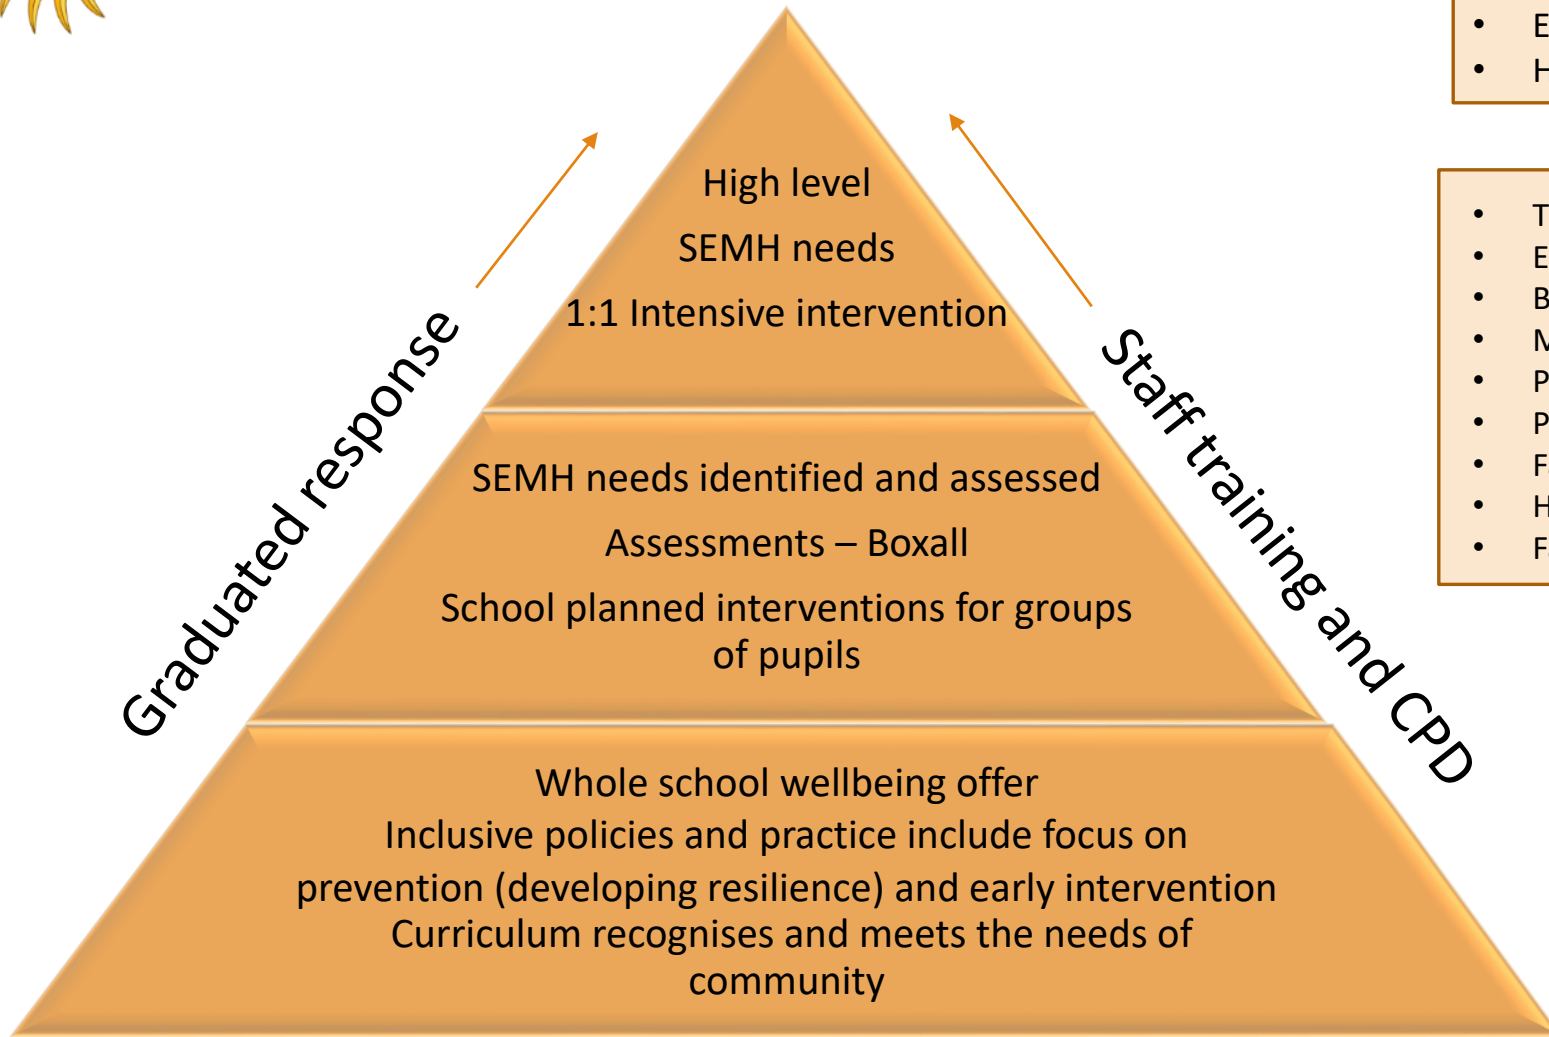 High level
SEMH needs
1:1 Intensive intervention
Graduated response
Staff training and CPD
SEMH needs identified and assessed
Assessments – Boxall
School planned interventions for groups
of pupils
Whole school wellbeing offer
Inclusive policies and practice include focus on
prevention (developing resilience) and early intervention
Curriculum recognises and meets the needs of
community